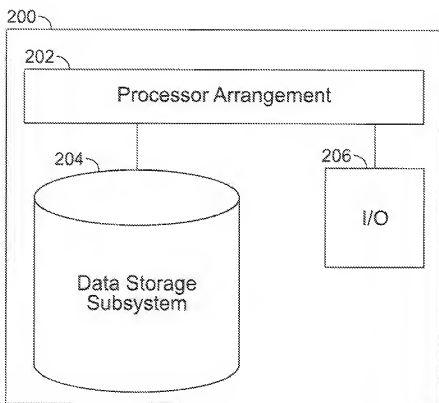 200
202
Processor Arrangement
204
206
I/O
Data Storage
Subsystem